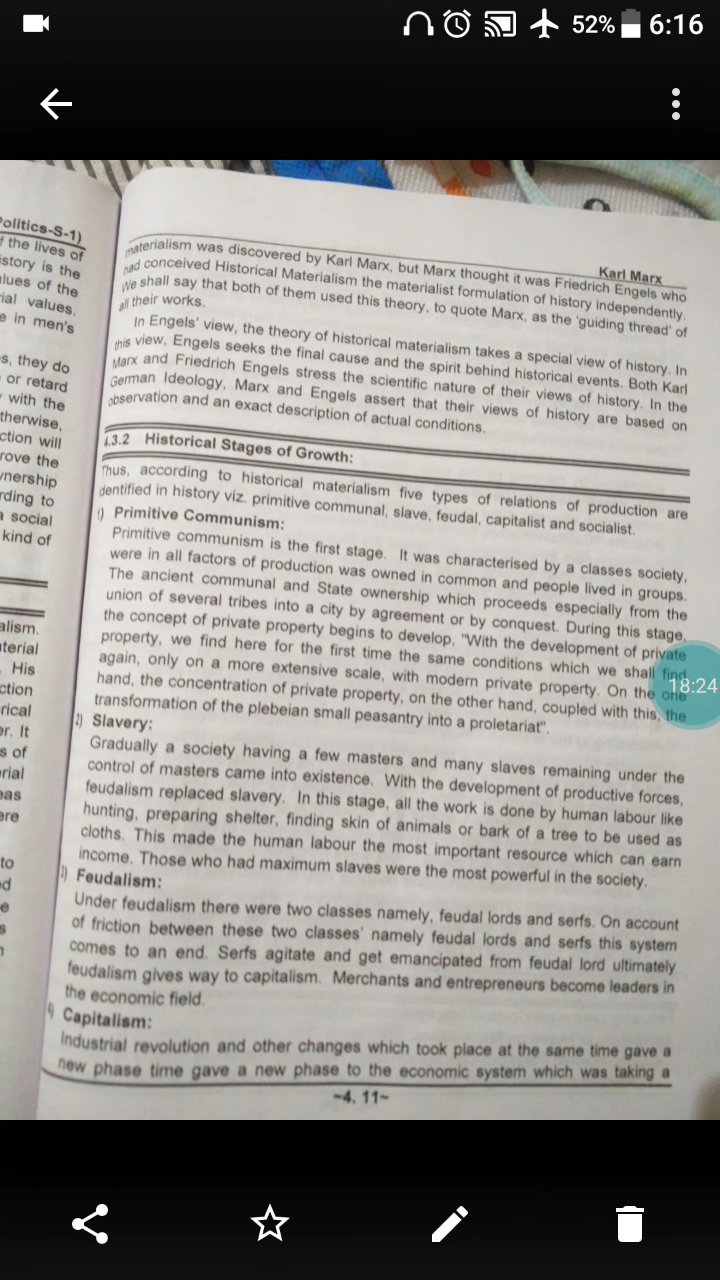 52% 6:16
Politics-S-1)
f the lives of
istory is the
alues of the
rial values.
e in men's
s, they do
or retard
with the
therwise,
ction will
rove the
vnership
rding to
a social
kind of
alism.
aterial
. His
ction
rical
er. It
s of
erial
eas
ere
to
ed
e
s
n
Karl Marx
materialism was discovered by Karl Marx, but Marx thought it was Friedrich Engels who
had conceived Historical Materialism the materialist formulation of history independently.
We shall say that both of them used this theory, to quote Marx, as the 'guiding thread' of
all their works.
In Engels' view, the theory of historical materialism takes a special view of history. In
this view, Engels seeks the final cause and the spirit behind historical events. Both Karl
Marx and Friedrich Engels stress the scientific nature of their views of history. In the
German Ideology, Marx and Engels assert that their views of history are based on
observation and an exact description of actual conditions.
4.3.2 Historical Stages of Growth:
Thus, according to historical materialism five types of relations of production are
identified in history viz. primitive communal, slave, feudal, capitalist and socialist.
1) Primitive Communism:
Primitive communism is the first stage. It was characterised by a classes society,
were in all factors of production was owned in common and people lived in groups.
The ancient communal and State ownership which proceeds especially from the
union of several tribes into a city by agreement or by conquest. During this stage,
the concept of private property begins to develop, "With the development of private
property, we find here for the first time the same conditions which we shall find
again, only on a more extensive scale, with modern private property. On the one
hand, the concentration of private property, on the other hand, coupled with this, the
transformation of the plebeian small peasantry into a proletariat".
18:24
2) Slavery:
Gradually a society having a few masters and many slaves remaining under the
control of masters came into existence. With the development of productive forces,
feudalism replaced slavery. In this stage, all the work is done by human labour like
hunting, preparing shelter, finding skin of animals or bark of a tree to be used as
cloths. This made the human labour the most important resource which can earn
income. Those who had maximum slaves were the most powerful in the society.
3) Feudalism:
Under feudalism there were two classes namely, feudal lords and serfs. On account
of friction between these two classes' namely feudal lords and serfs this system
comes to an end. Serfs agitate and get emancipated from feudal lord ultimately
feudalism gives way to capitalism. Merchants and entrepreneurs become leaders in
the economic field.
4) Capitalism:
Industrial revolution and other changes which took place at the same time gave a
new phase time gave a new phase to the economic system which was taking a
~4. 11~